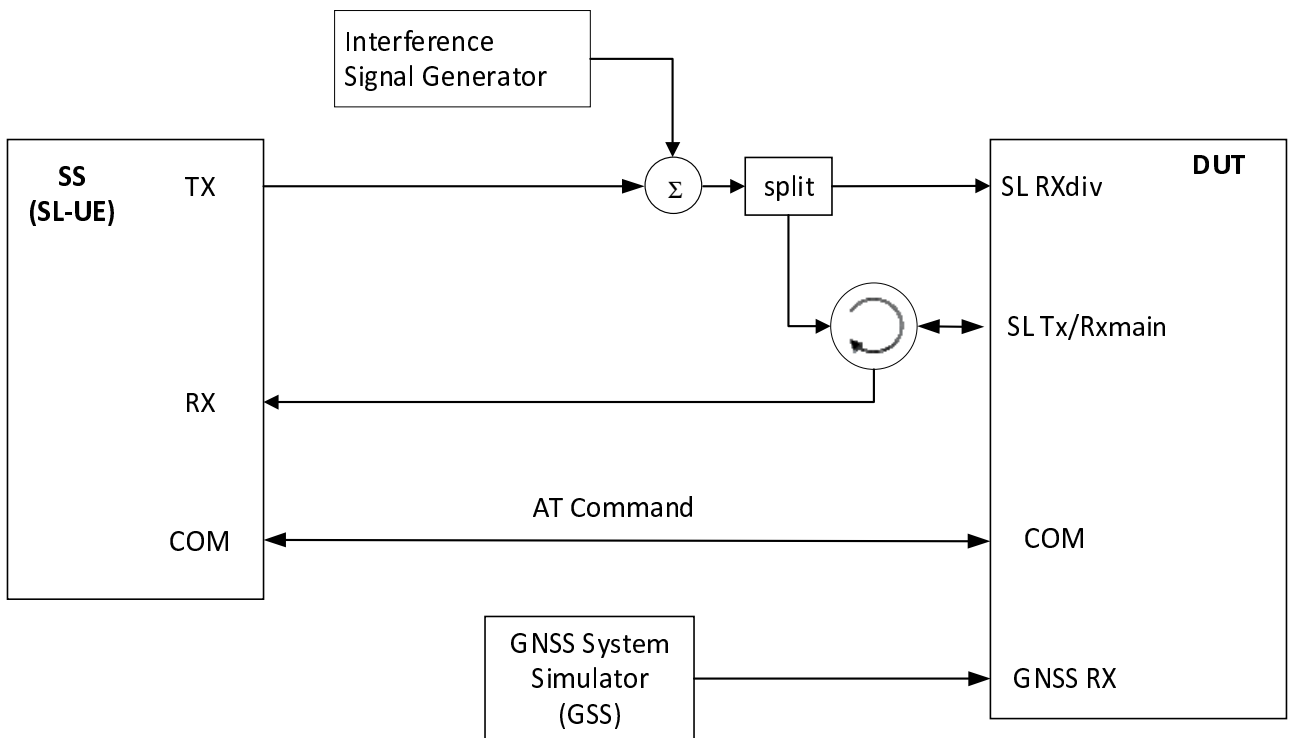 Interference
Signal Generator
SS
(SL-UE)
TX
Σ
split
SL RXdiv
DUT
SL Tx/Rxmain
RX
AT Command
COM
COM
GNSS System
Simulator
(GSS)
GNSS RX